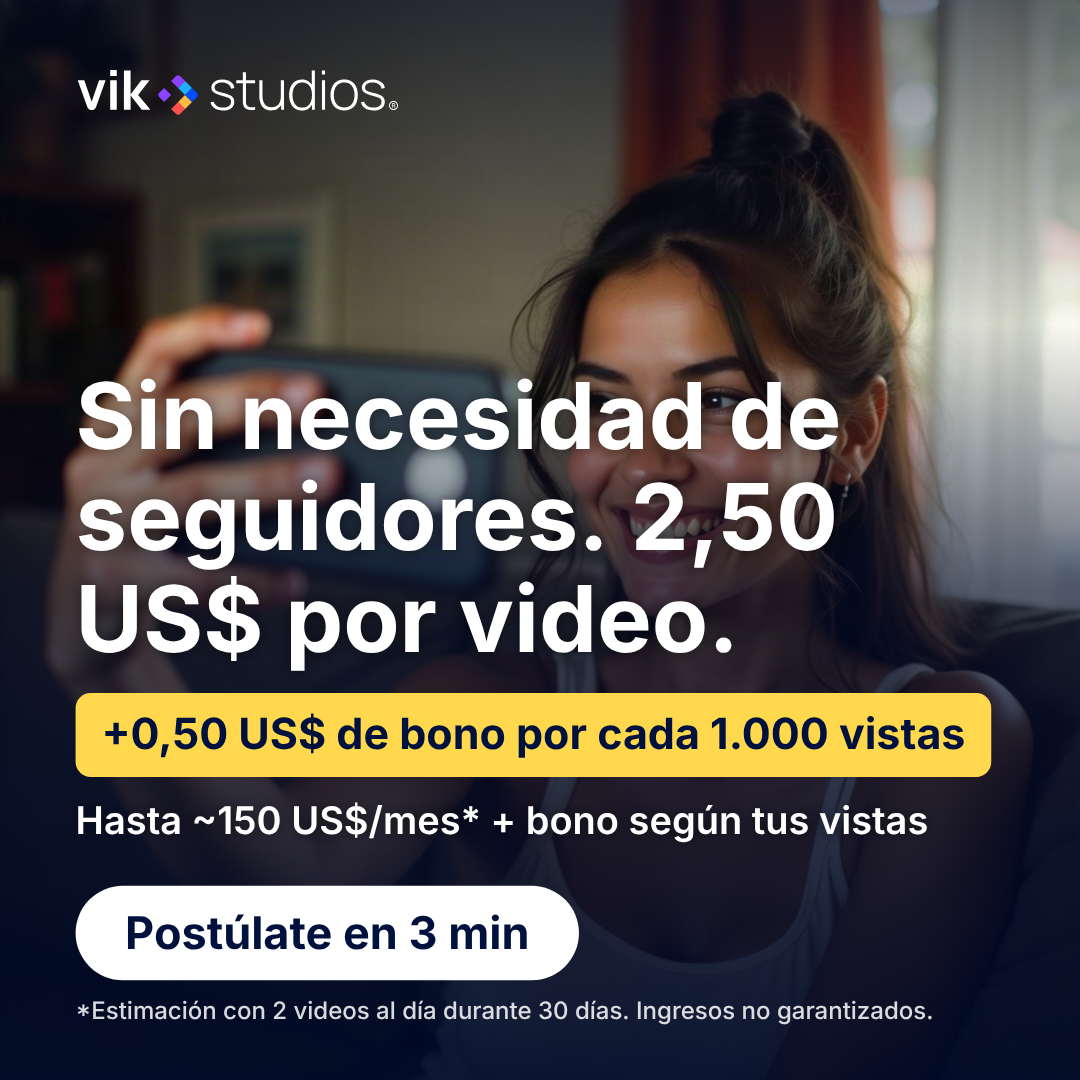 vik studios®
Sin necesidad de
seguidores. 2,50
US$ por video.
+0,50 US$ de bono por cada 1.000 vistas
Hasta ~150 US$/mes* + bono según tus vistas
Postúlate en 3 min
*Estimación con 2 videos al día durante 30 días. Ingresos no garantizados.